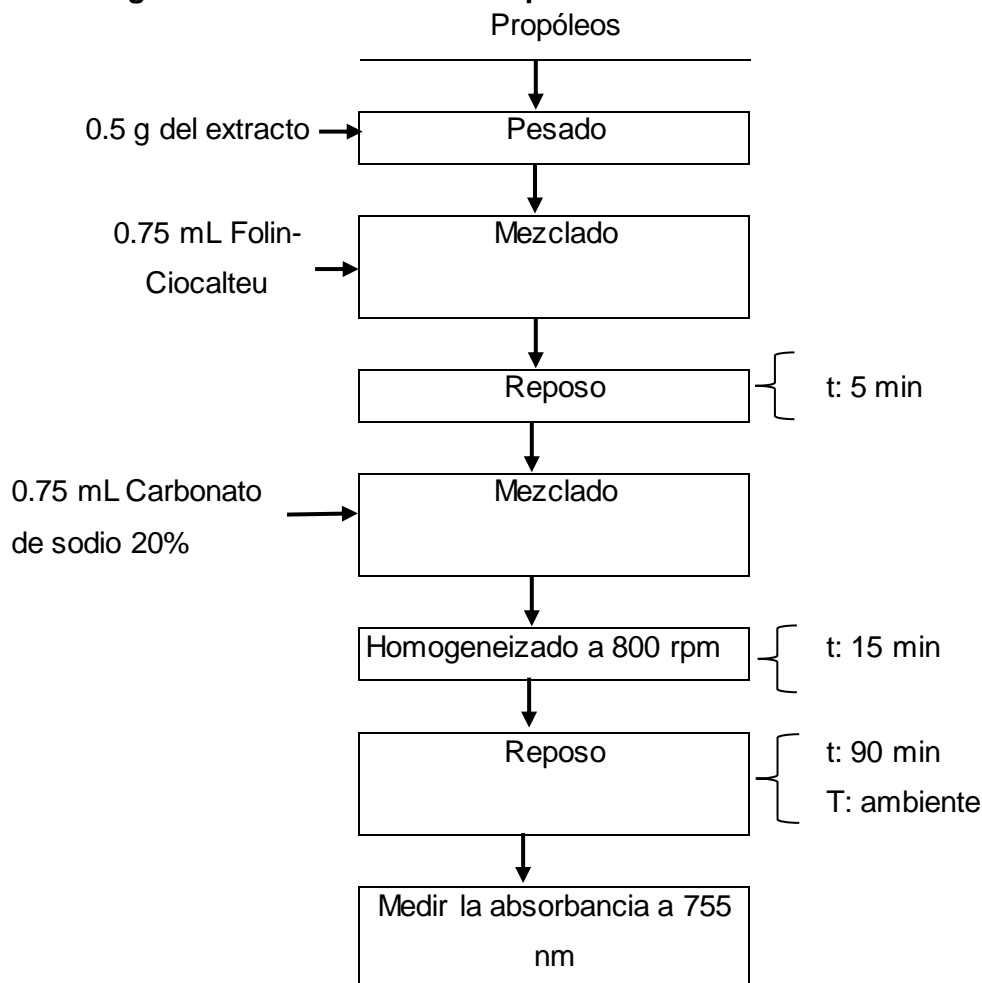 Propóleos
0.5 g del extracto
Pesado
0.75 mL Folin-
Ciocalteu
Mezclado
Reposo
t: 5 min
0.75 mL Carbonato
de sodio 20%
Mezclado
Homogeneizado a 800 rpm
t: 15 min
Reposo
t: 90 min
T: ambiente
Medir la absorbancia a 755
nm